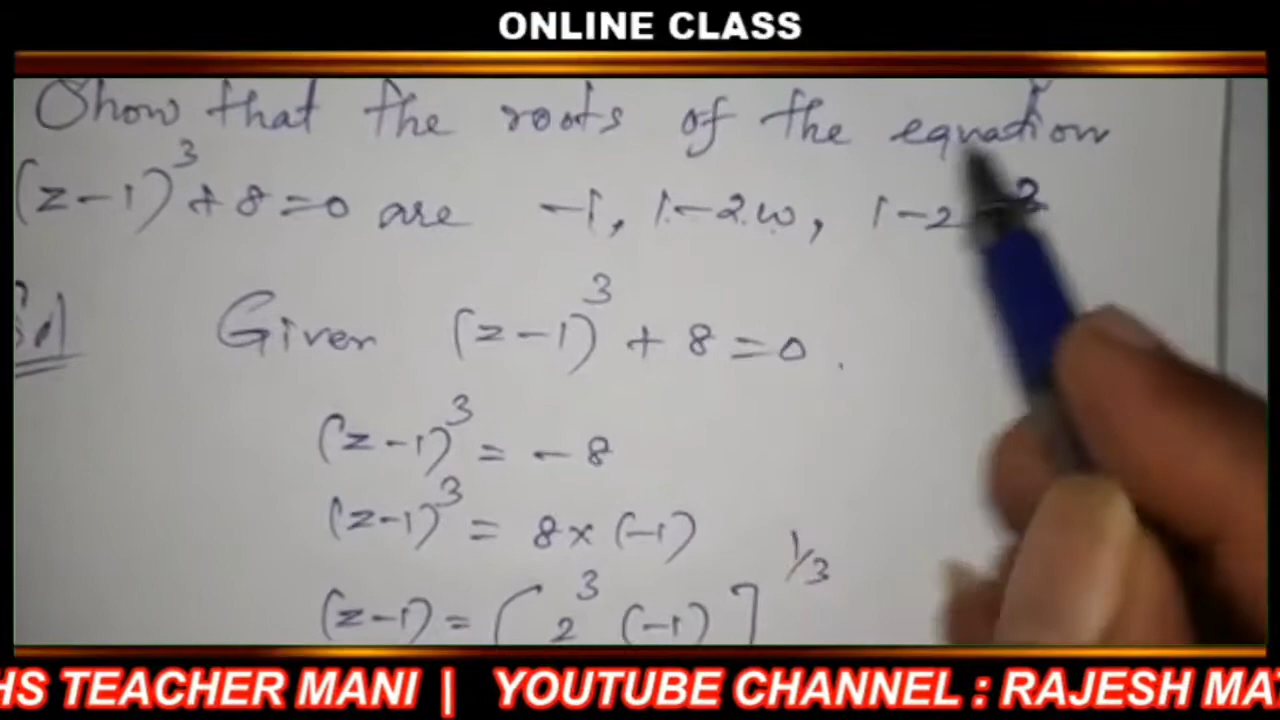 ONLINE CLASS
Show that the roots of the equation
(z-1)³+8=0 are -1, 1-2ω, 1-2
Given (z-1)³ + 8 = 0.
(z-1)³ = -8
(z-1)³ = 8×(-1)
(z-1) = [2³ (-1)]^1/3
HS TEACHER MANI | YOUTUBE CHANNEL : RAJESH MAT